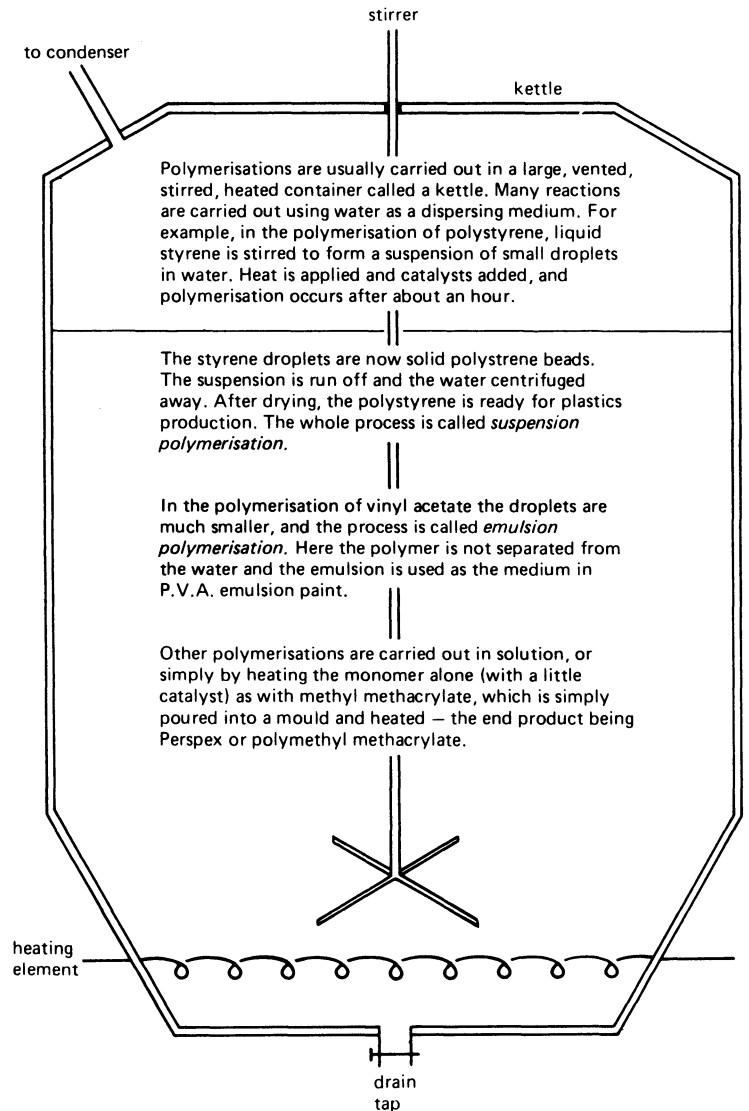 stirrer
to condenser
kettle
Polymerisations are usually carried out in a large, vented,
stirred, heated container called a kettle. Many reactions
are carried out using water as a dispersing medium. For
example, in the polymerisation of polystyrene, liquid
styrene is stirred to form a suspension of small droplets
in water. Heat is applied and catalysts added, and
polymerisation occurs after about an hour.
The styrene droplets are now solid polystrene beads.
The suspension is run off and the water centrifuged
away. After drying, the polystyrene is ready for plastics
production. The whole process is called suspension
polymerisation.
In the polymerisation of vinyl acetate the droplets are
much smaller, and the process is called emulsion
polymerisation. Here the polymer is not separated from
the water and the emulsion is used as the medium in
P.V.A. emulsion paint.
Other polymerisations are carried out in solution, or
simply by heating the monomer alone (with a little
catalyst) as with methyl methacrylate, which is simply
poured into a mould and heated — the end product being
Perspex or polymethyl methacrylate.
heating
element
drain
tap